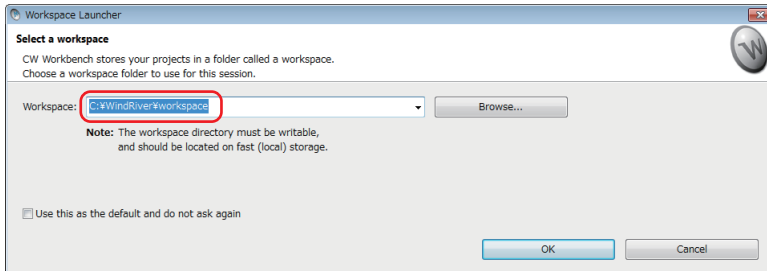 Workspace Launcher
Select a workspace
CW Workbench stores your projects in a folder called a workspace.
Choose a workspace folder to use for this session.
Workspace: C:¥WindRiver¥workspace Browse...
Note: The workspace directory must be writable,
and should be located on fast (local) storage.
Use this as the default and do not ask again
OK Cancel